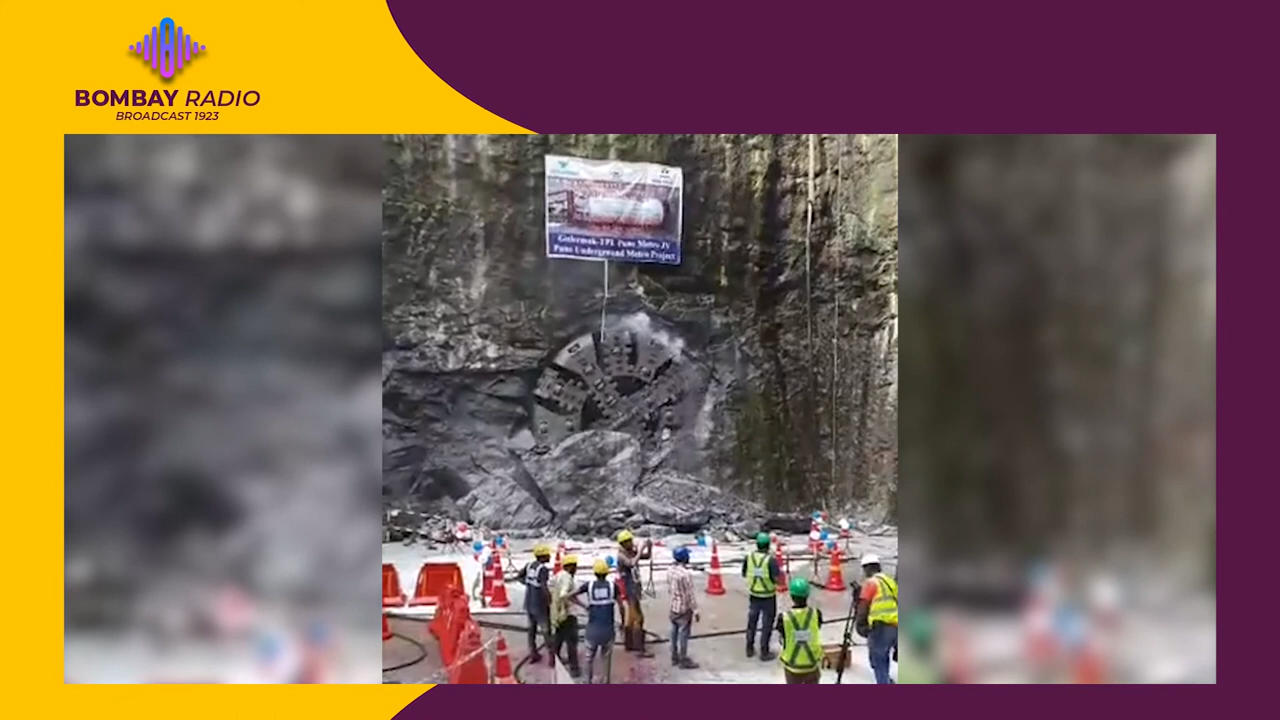 BOMBAY RADIO
BROADCAST 1923
Gulermak-TPL Pune Metro JV
Pune Underground Metro Project